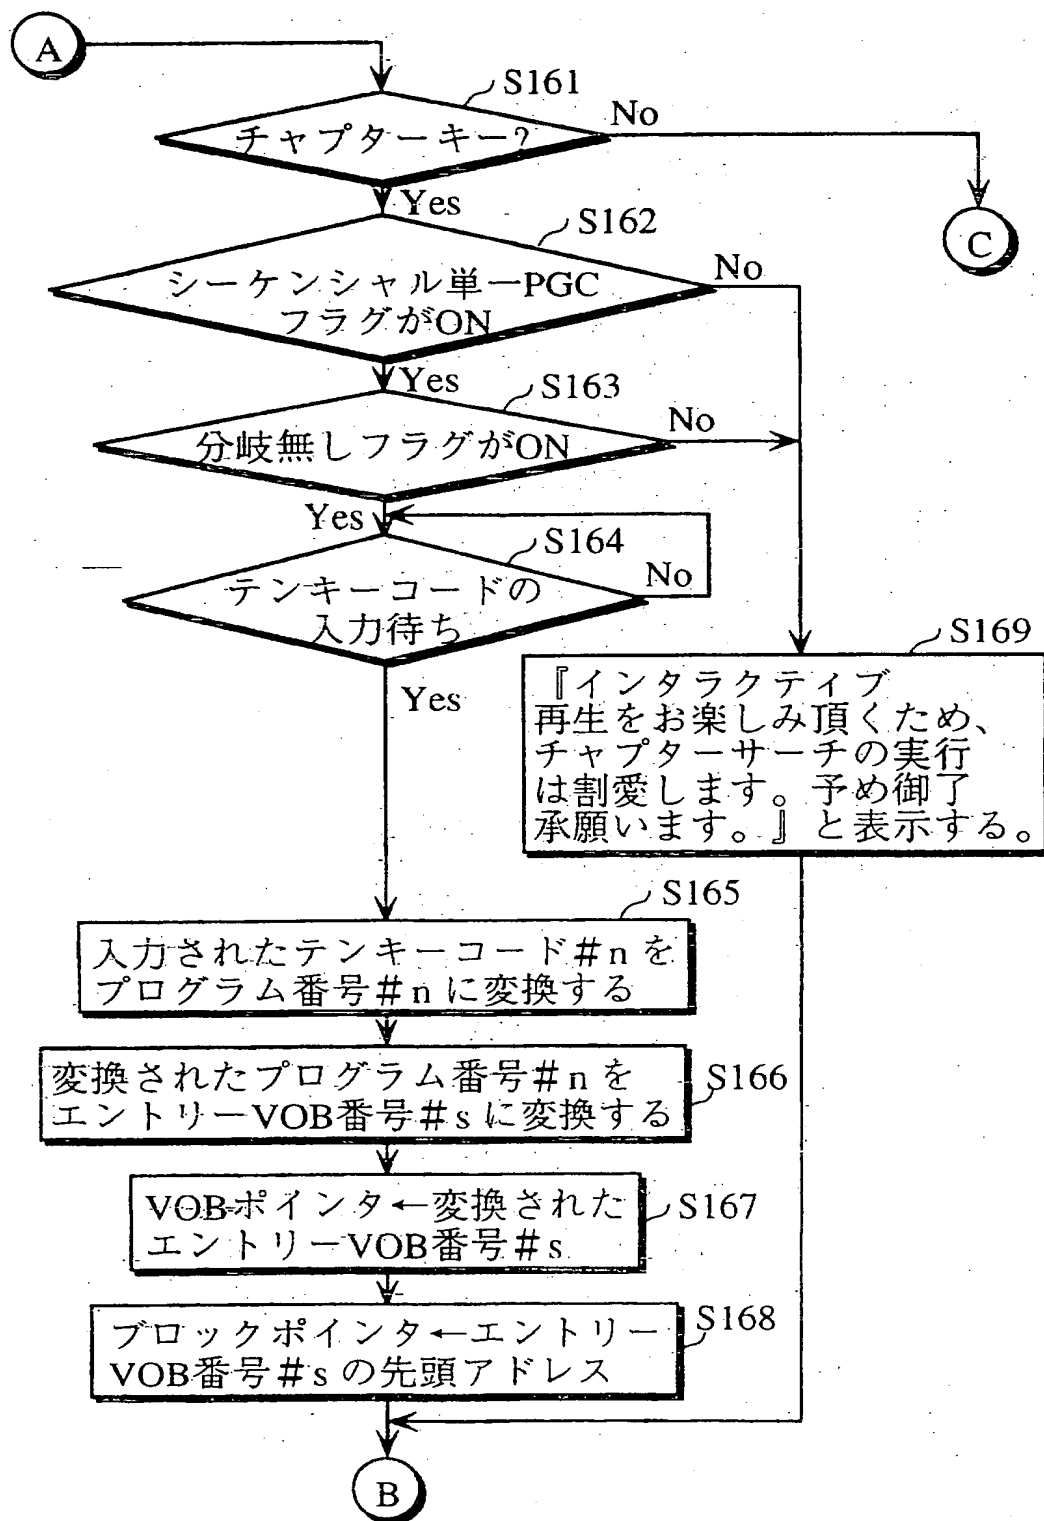 A
S161
チャプターキー?
No
Yes
C
S162
シーケンシャル単一PGC
フラグがON
No
Yes
S163
分岐無しフラグがON
No
Yes
S164
テンキーコードの
入力待ち
No
Yes
S169
『インタラクティブ
再生をお楽しみ頂くため、
チャプターサーチの実行
は割愛します。予め御了
承願います。』と表示する。
S165
入力されたテンキーコード#nを
プログラム番号#nに変換する
変換されたプログラム番号#nを
エントリーVOB番号#sに変換する
S166
VOBポインタ←変換された
エントリーVOB番号#s
S167
S168
ブロックポインタ←エントリー
VOB番号#sの先頭アドレス
B